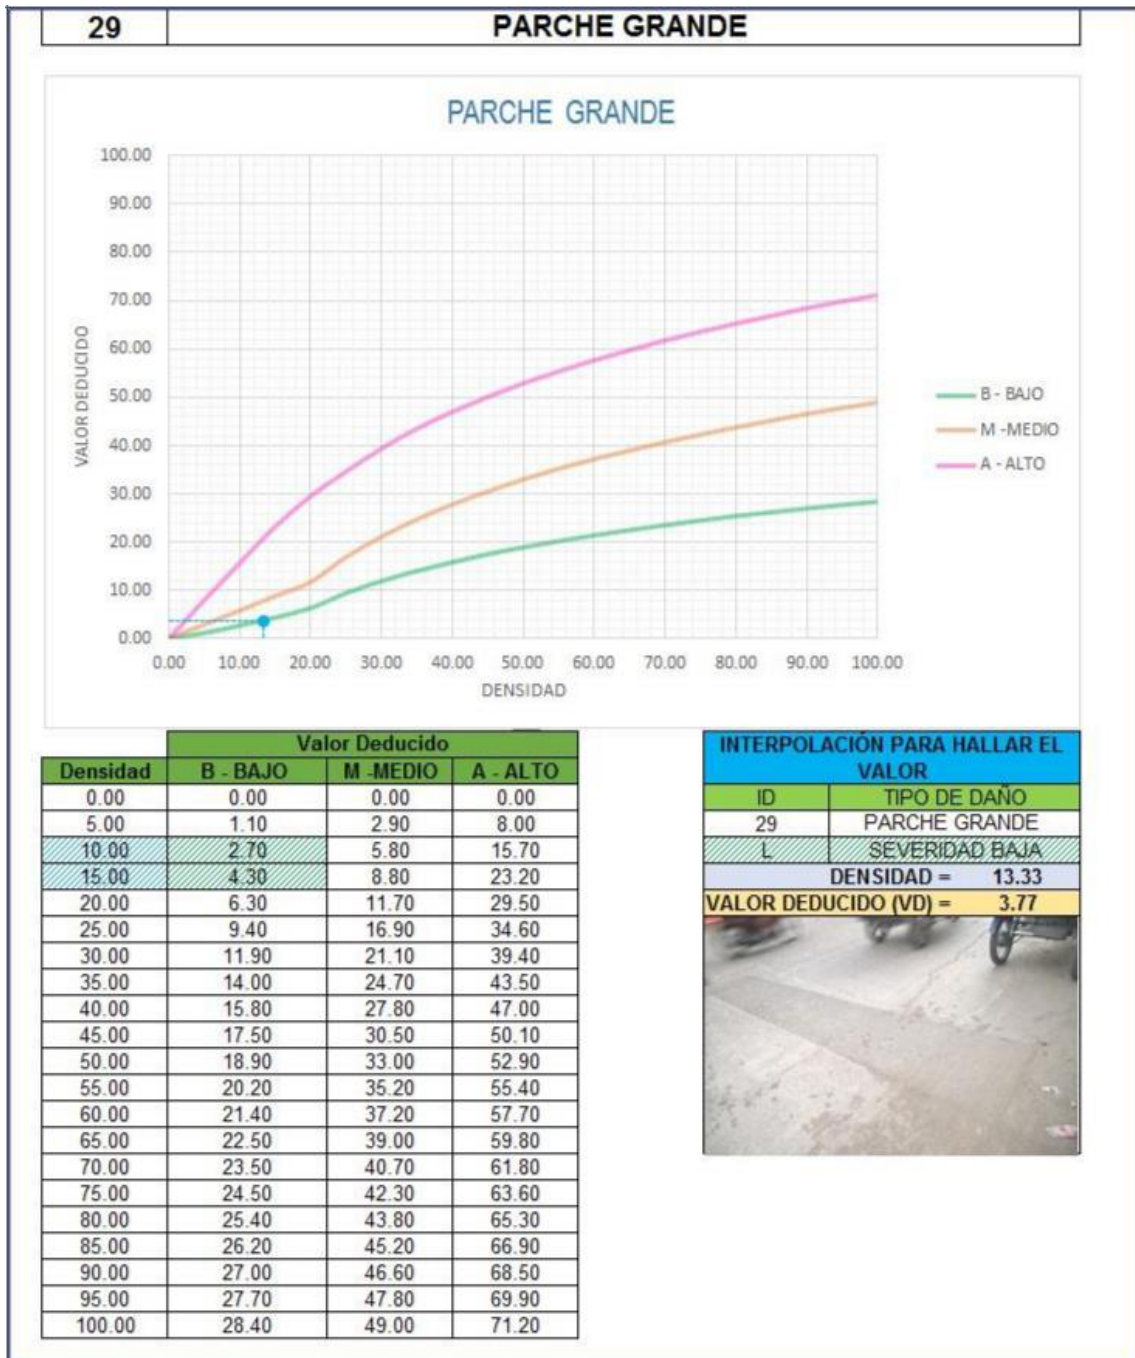 29 PARCHE GRANDE
PARCHE GRANDE
100.00
90.00
80.00
70.00
60.00
50.00
40.00
30.00
20.00
10.00
0.00
VALOR DEDUCIDO
0.00 10.00 20.00 30.00 40.00 50.00 60.00 70.00 80.00 90.00 100.00
DENSIDAD
B - BAJO
M -MEDIO
A - ALTO
Valor Deducido
Densidad B - BAJO M -MEDIO A - ALTO
0.00 0.00 0.00 0.00
5.00 1.10 2.90 8.00
10.00 2.70 5.80 15.70
15.00 4.30 8.80 23.20
20.00 6.30 11.70 29.50
25.00 9.40 16.90 34.60
30.00 11.90 21.10 39.40
35.00 14.00 24.70 43.50
40.00 15.80 27.80 47.00
45.00 17.50 30.50 50.10
50.00 18.90 33.00 52.90
55.00 20.20 35.20 55.40
60.00 21.40 37.20 57.70
65.00 22.50 39.00 59.80
70.00 23.50 40.70 61.80
75.00 24.50 42.30 63.60
80.00 25.40 43.80 65.30
85.00 26.20 45.20 66.90
90.00 27.00 46.60 68.50
95.00 27.70 47.80 69.90
100.00 28.40 49.00 71.20
INTERPOLACIÓN PARA HALLAR EL
VALOR
ID TIPO DE DAÑO
29 PARCHE GRANDE
L SEVERIDAD BAJA
DENSIDAD = 13.33
VALOR DEDUCIDO (VD) = 3.77